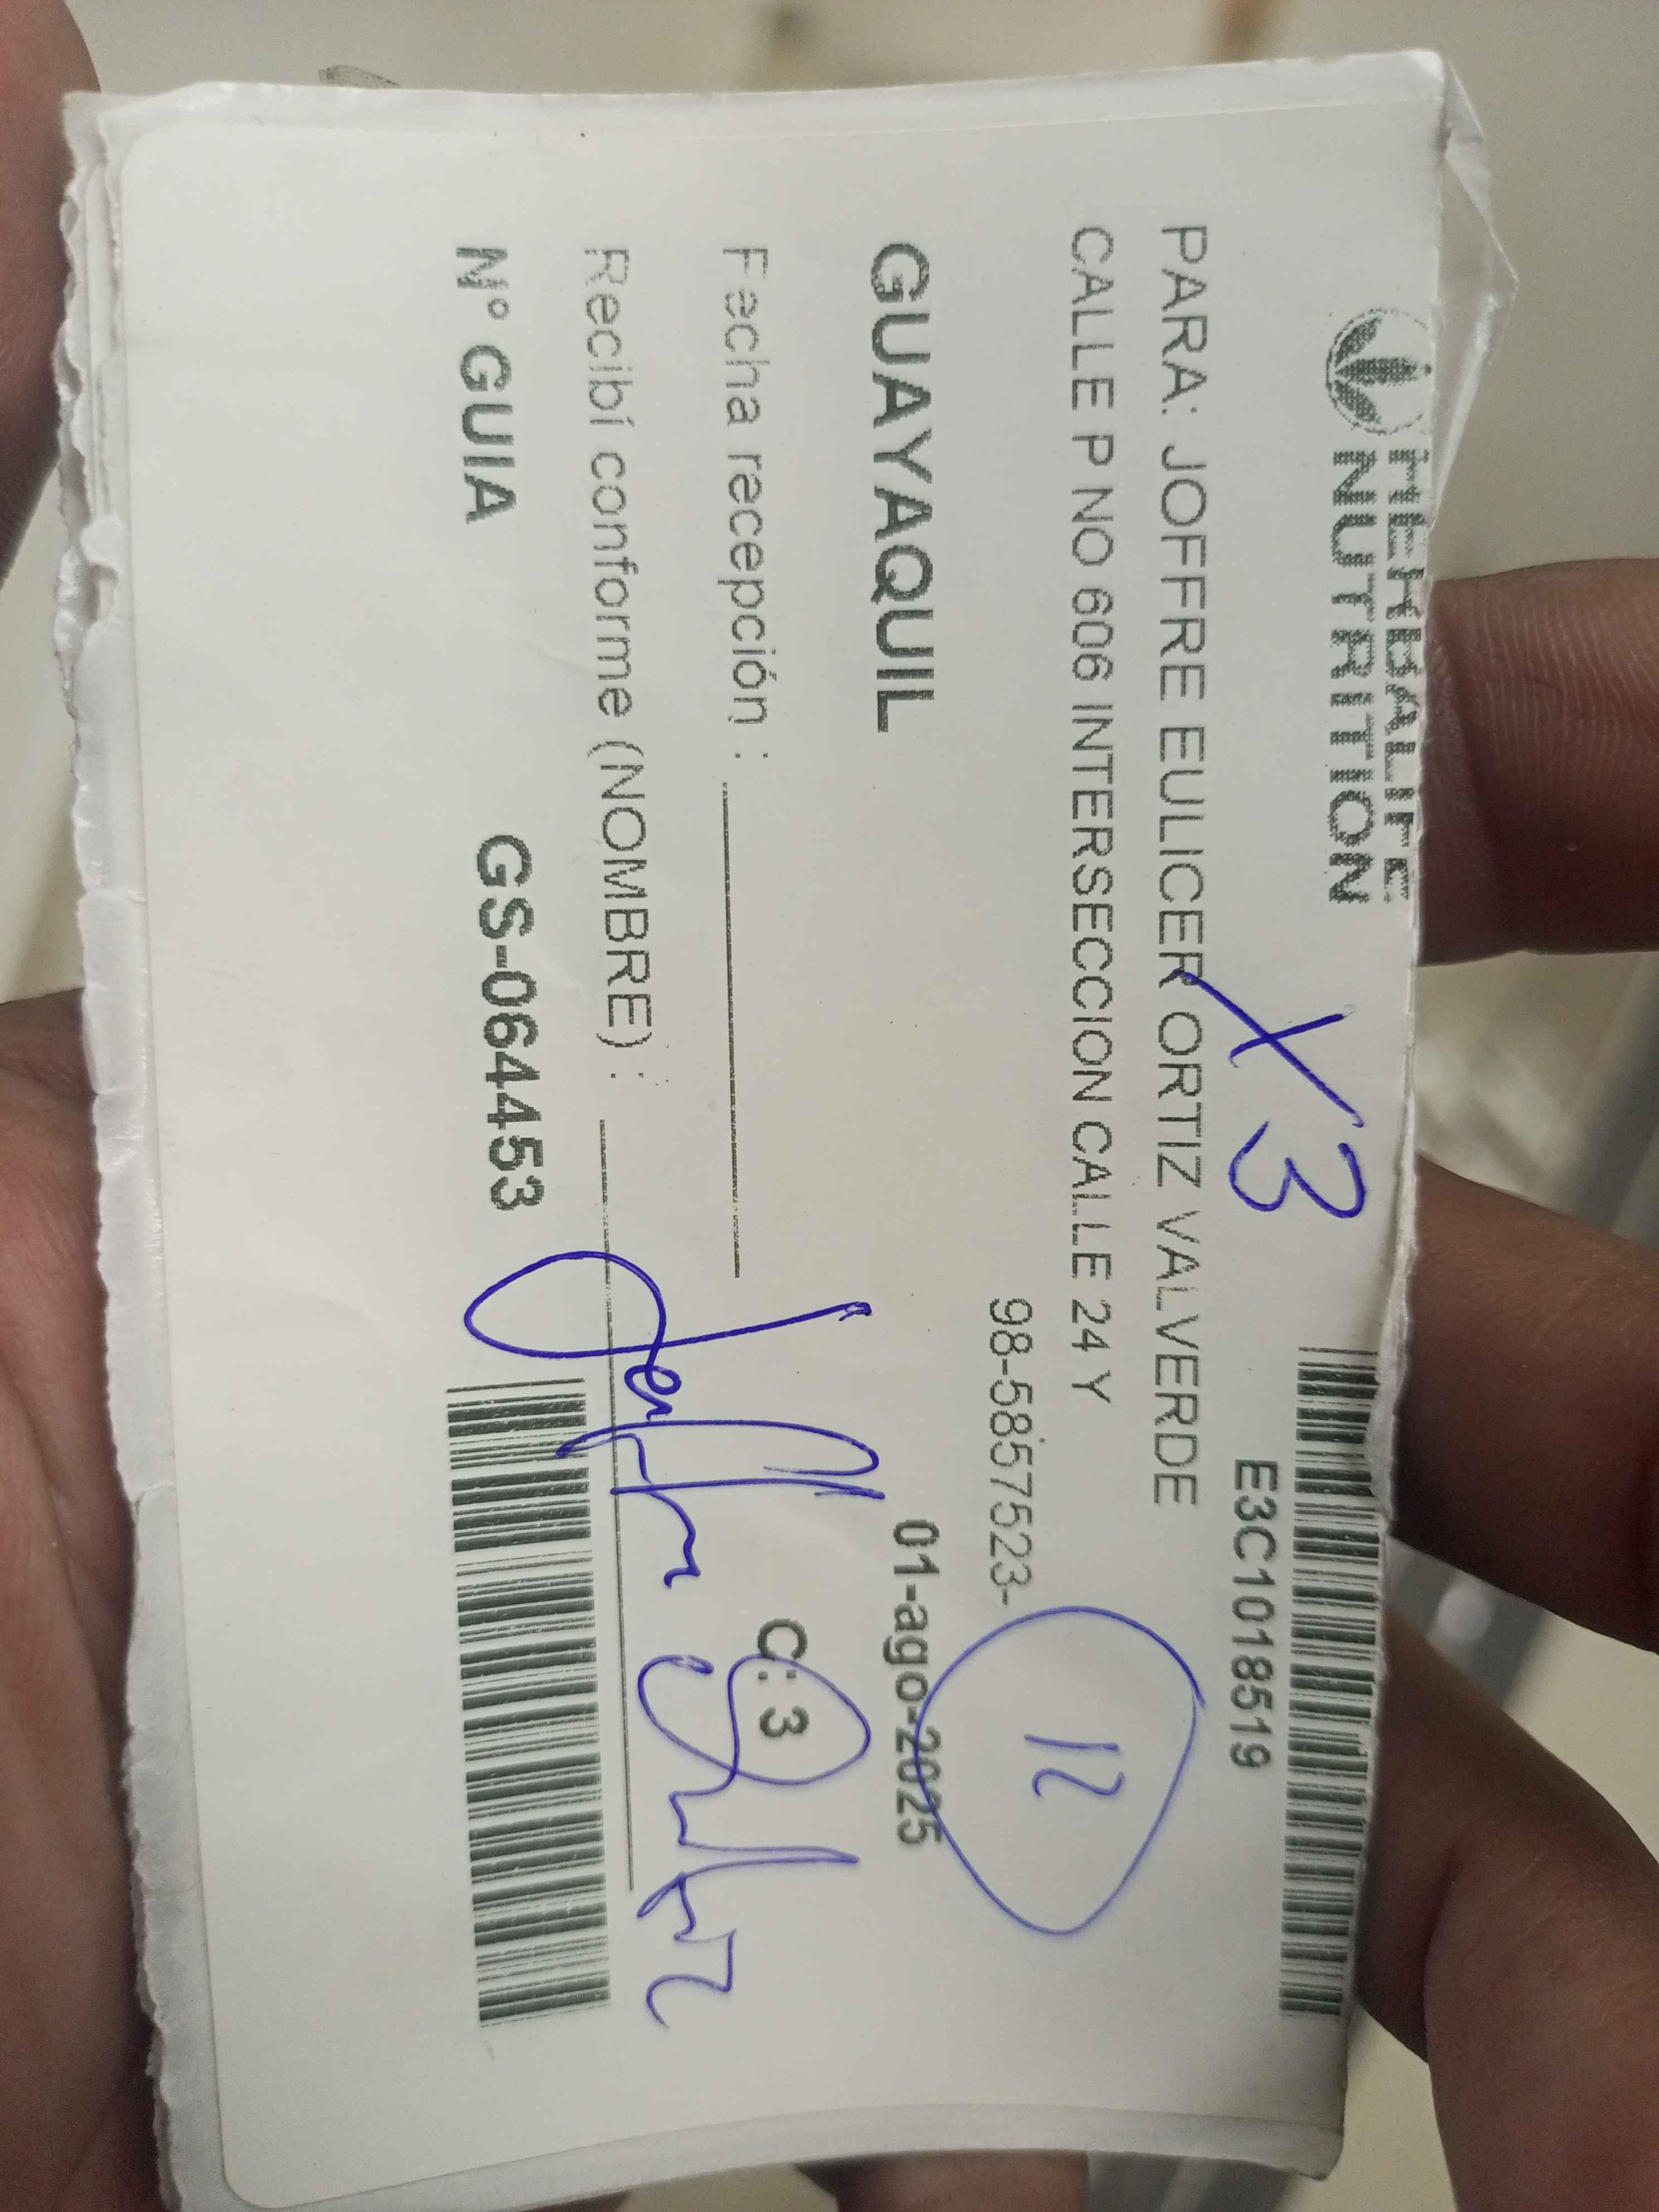 HERBALIFE
NUTRITION
X3
E3C1018519
PARA: JOFFRE EULICER ORTIZ VALVERDE
CALLE P NO 606 INTERSECCION CALLE 24 Y
98-5857523-
12
GUAYAQUIL
01-ago-2025
Fecha recepción :
C: 3
Recibí conforme (NOMBRE) :
N° GUIA
GS-064453